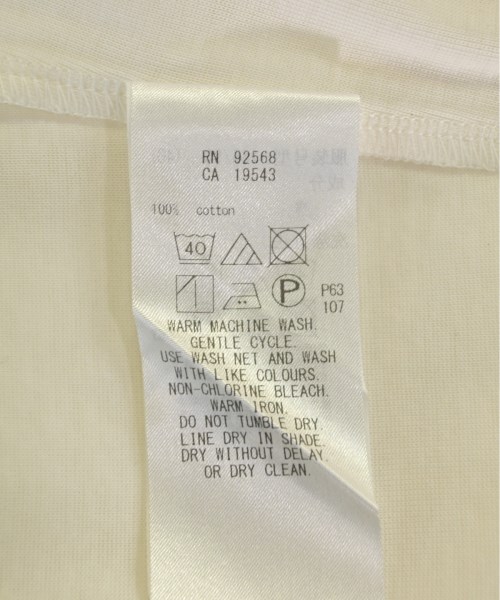 RN 92568
CA 19543
100% cotton
40
P
P63
107
WARM MACHINE WASH.
GENTLE CYCLE.
USE WASH NET AND WASH
WITH LIKE COLOURS.
NON-CHLORINE BLEACH.
WARM IRON.
DO NOT TUMBLE DRY.
LINE DRY IN SHADE.
DRY WITHOUT DELAY.
OR DRY CLEAN.